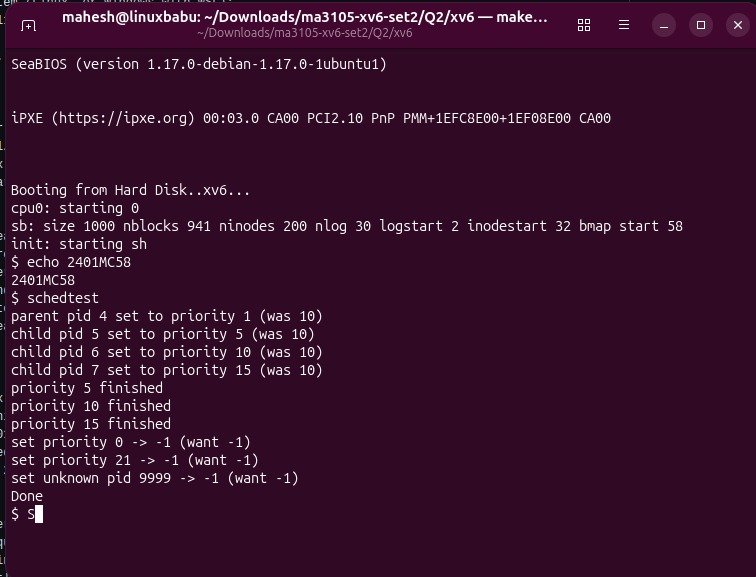 mahesh@linuxbabu: ~/Downloads/ma3105-xv6-set2/Q2/xv6 — make...
~/Downloads/ma3105-xv6-set2/Q2/xv6
SeaBIOS (version 1.17.0-debian-1.17.0-1ubuntu1)
iPXE (https://ipxe.org) 00:03.0 CA00 PCI2.10 PnP PMM+1EFC8E00+1EF08E00 CA00
Booting from Hard Disk..xv6...
cpu0: starting 0
sb: size 1000 nblocks 941 ninodes 200 nlog 30 logstart 2 inodestart 32 bmap start 58
init: starting sh
$ echo 2401MC58
2401MC58
$ schedtest
parent pid 4 set to priority 1 (was 10)
child pid 5 set to priority 5 (was 10)
child pid 6 set to priority 10 (was 10)
child pid 7 set to priority 15 (was 10)
priority 5 finished
priority 10 finished
priority 15 finished
set priority 0 -> -1 (want -1)
set priority 21 -> -1 (want -1)
set unknown pid 9999 -> -1 (want -1)
Done
$ S